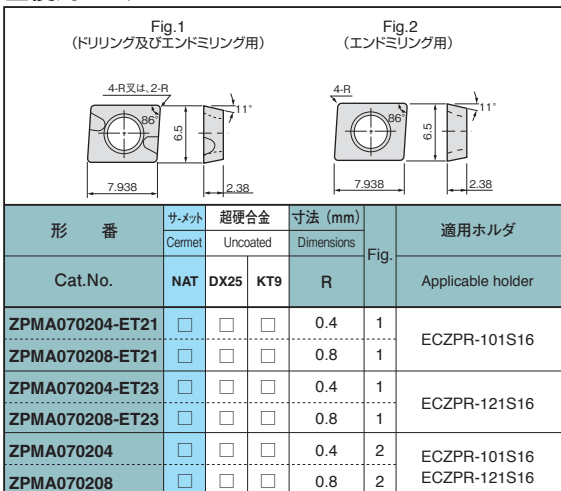 Fig.1
(ドリリング及びエンドミリング用)
Fig.2
(エンドミリング用)
4-R又は、2-R
86°
11°
6.5
7.938
2.38
4-R
86°
11°
6.5
7.938
2.38
形 番
サーメット
超硬合金
寸法 (mm)
Fig.
適用ホルダ
Cermet
Uncoated
Dimensions
Cat.No.
NAT
DX25
KT9
R
Applicable holder
ZPMA070204-ET21 □ □ □ 0.4 1
ECZPR-101S16
ZPMA070208-ET21 □ □ □ 0.8 1
ZPMA070204-ET23 □ □ □ 0.4 1
ECZPR-121S16
ZPMA070208-ET23 □ □ □ 0.8 1
ZPMA070204 □ □ □ 0.4 2
ECZPR-101S16
ZPMA070208 □ □ □ 0.8 2
ECZPR-121S16